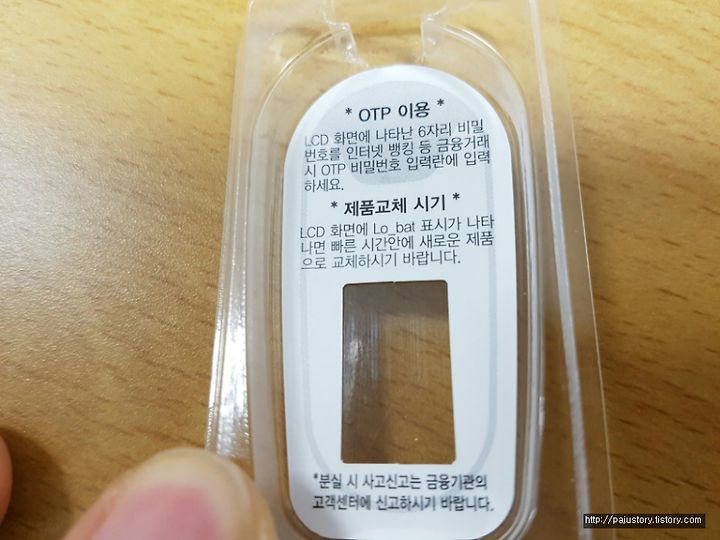 * OTP 이용 *
LCD 화면에 나타난 6자리 비밀
번호를 인터넷 뱅킹 등 금융거래
시 OTP 비밀번호 입력란에 입력
하세요.
* 제품교체 시기 *
LCD 화면에 Lo_bat 표시가 나타
나면 빠른 시간안에 새로운 제품
으로 교체하시기 바랍니다.
*분실 시 사고신고는 금융기관의
고객센터에 신고하시기 바랍니다.
http://pajustory.tistory.com